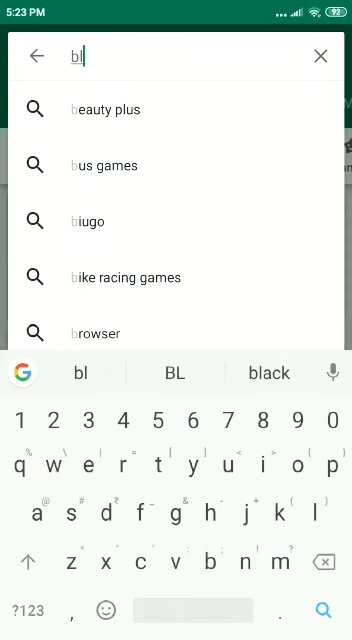 5:23 PM 92
bl
beauty plus
bus games
biugo
bike racing games
browser
bl BL black
1 2 3 4 5 6 7 8 9 0
q % w \ e | r = t [ y ] u < i > o { p }
a @ s # d ₹ f _ g & h - j + k ( l )
z * x " c ' v : b ; n ! m ?
?123 , .